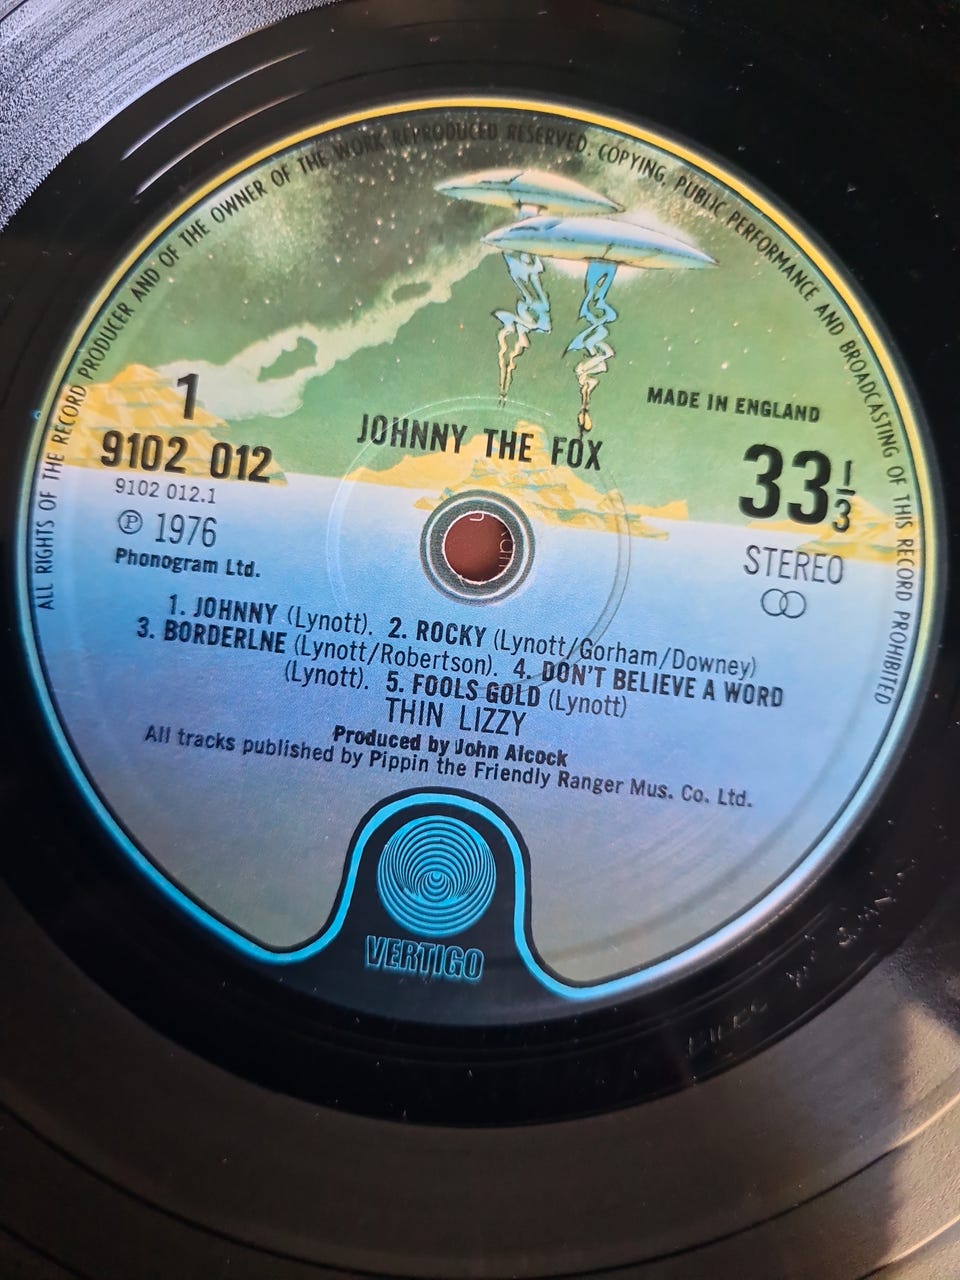 ALL RIGHTS OF THE RECORD PRODUCER AND OF THE OWNER OF THE WORK REPRODUCED RESERVED. COPYING, PUBLIC PERFORMANCE AND BROADCASTING OF THIS RECORD PROHIBITED
1
MADE IN ENGLAND
JOHNNY THE FOX
9102 012
33 1/3
9102 012.1
Ⓟ 1976
STEREO
Phonogram Ltd.
1. JOHNNY (Lynott). 2. ROCKY (Lynott/Gorham/Downey)
3. BORDERLNE (Lynott/Robertson). 4. DON'T BELIEVE A WORD
(Lynott). 5. FOOLS GOLD (Lynott)
THIN LIZZY
Produced by John Alcock
All tracks published by Pippin the Friendly Ranger Mus. Co. Ltd.
VERTIGO